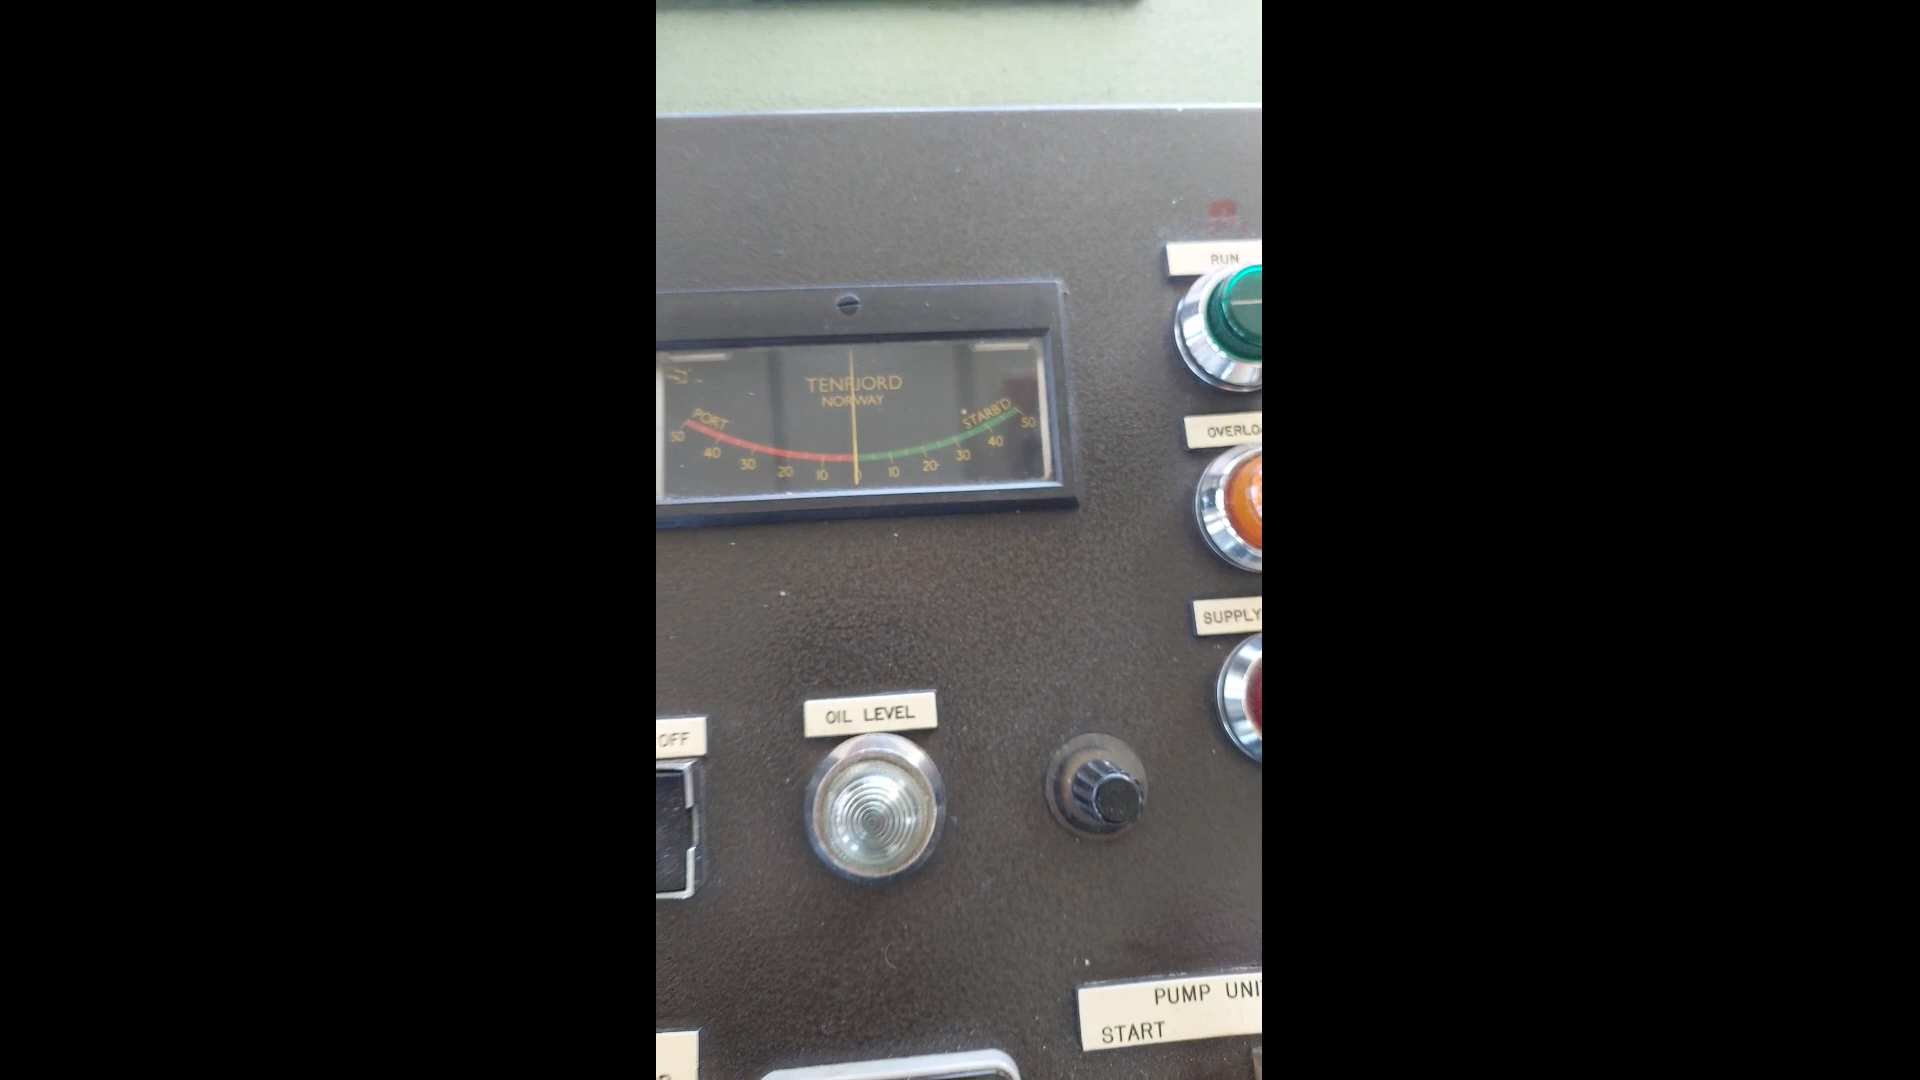 RUN
TENFJORD
NORWAY
PORT
STARB'D
50 40 30 20 10 0 10 20 30 40 50
OVERLO
SUPPLY
OIL LEVEL
OFF
PUMP UNI
START